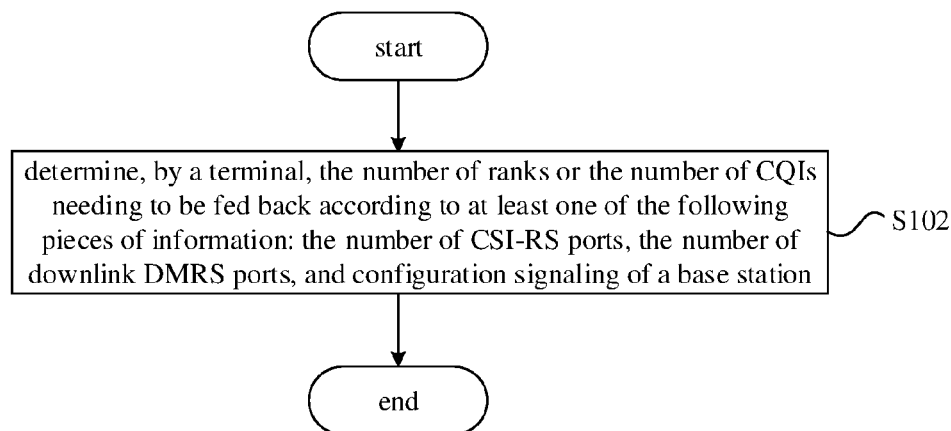 start
determine, by a terminal, the number of ranks or the number of CQIs
needing to be fed back according to at least one of the following
pieces of information: the number of CSI-RS ports, the number of
downlink DMRS ports, and configuration signaling of a base station
S102
end